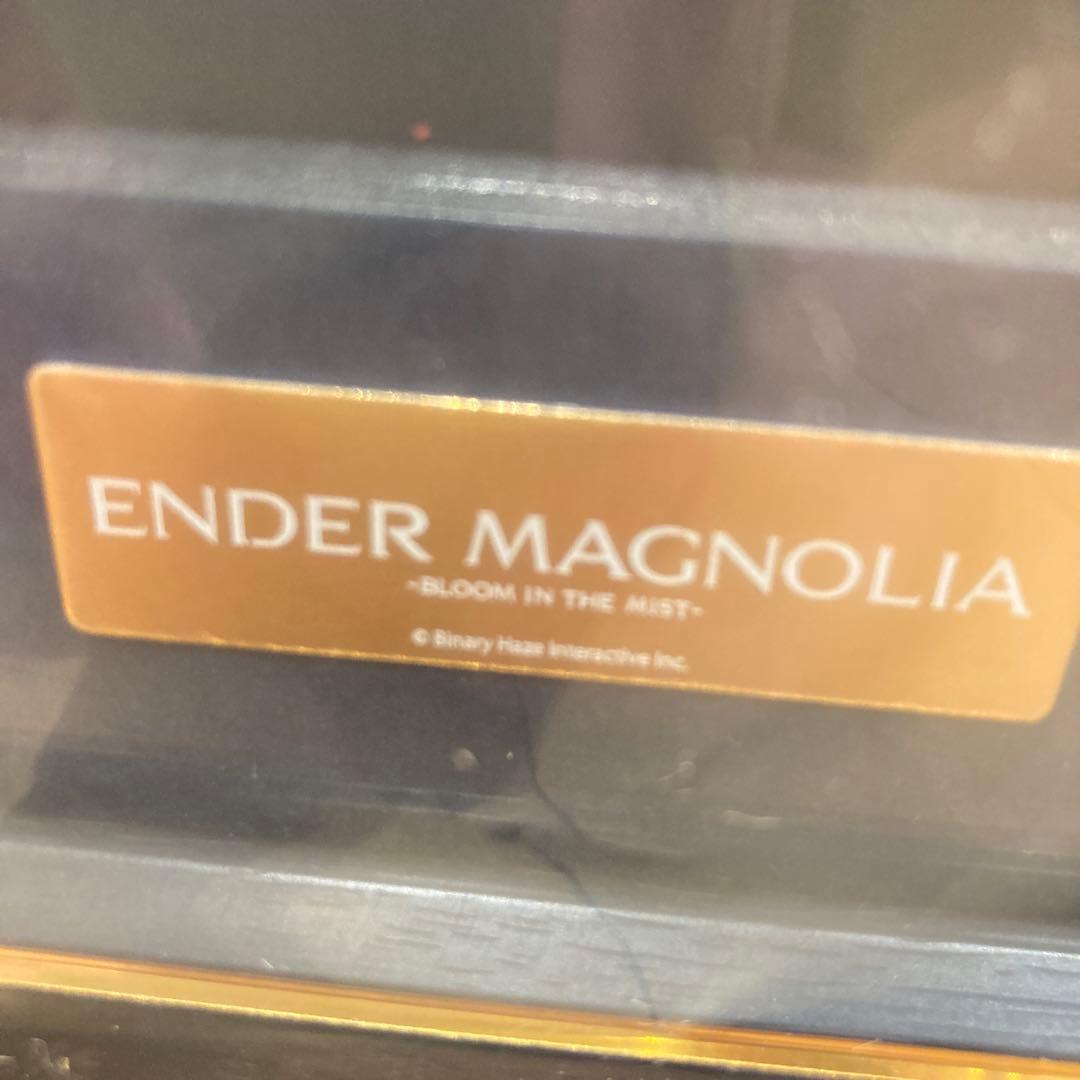 ENDER MAGNOLIA
-BLOOM IN THE MIST-
© Binary Haze Interactive Inc.